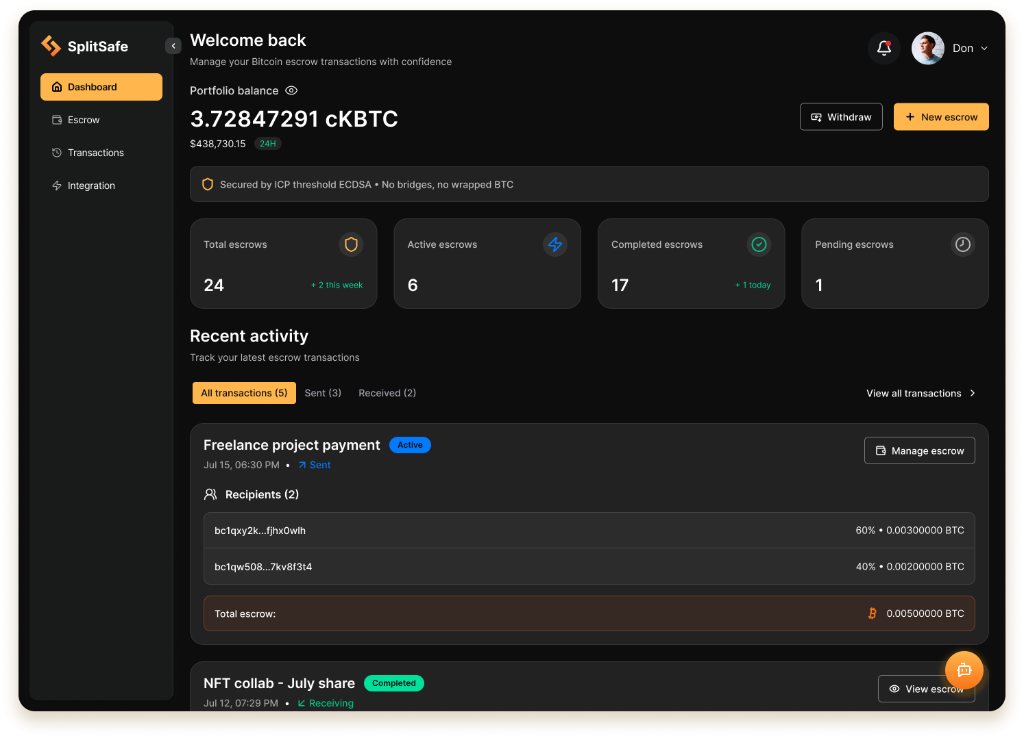 SplitSafe
Dashboard
Escrow
Transactions
Integration
Welcome back
Manage your Bitcoin escrow transactions with confidence
Don
Portfolio balance
3.72847291 cKBTC
$438,730.15 24H
Withdraw
+ New escrow
Secured by ICP threshold ECDSA • No bridges, no wrapped BTC
Total escrows
24
+ 2 this week
Active escrows
6
Completed escrows
17
+ 1 today
Pending escrows
1
Recent activity
Track your latest escrow transactions
All transactions (5) Sent (3) Received (2)
View all transactions
Freelance project payment Active
Jul 15, 06:30 PM • Sent
Manage escrow
Recipients (2)
bc1qxy2k...fjhx0wlh 60% • 0.00300000 BTC
bc1qw508...7kv8f3t4 40% • 0.00200000 BTC
Total escrow: 0.00500000 BTC
NFT collab - July share Completed
Jul 12, 07:29 PM • Receiving
View escrow